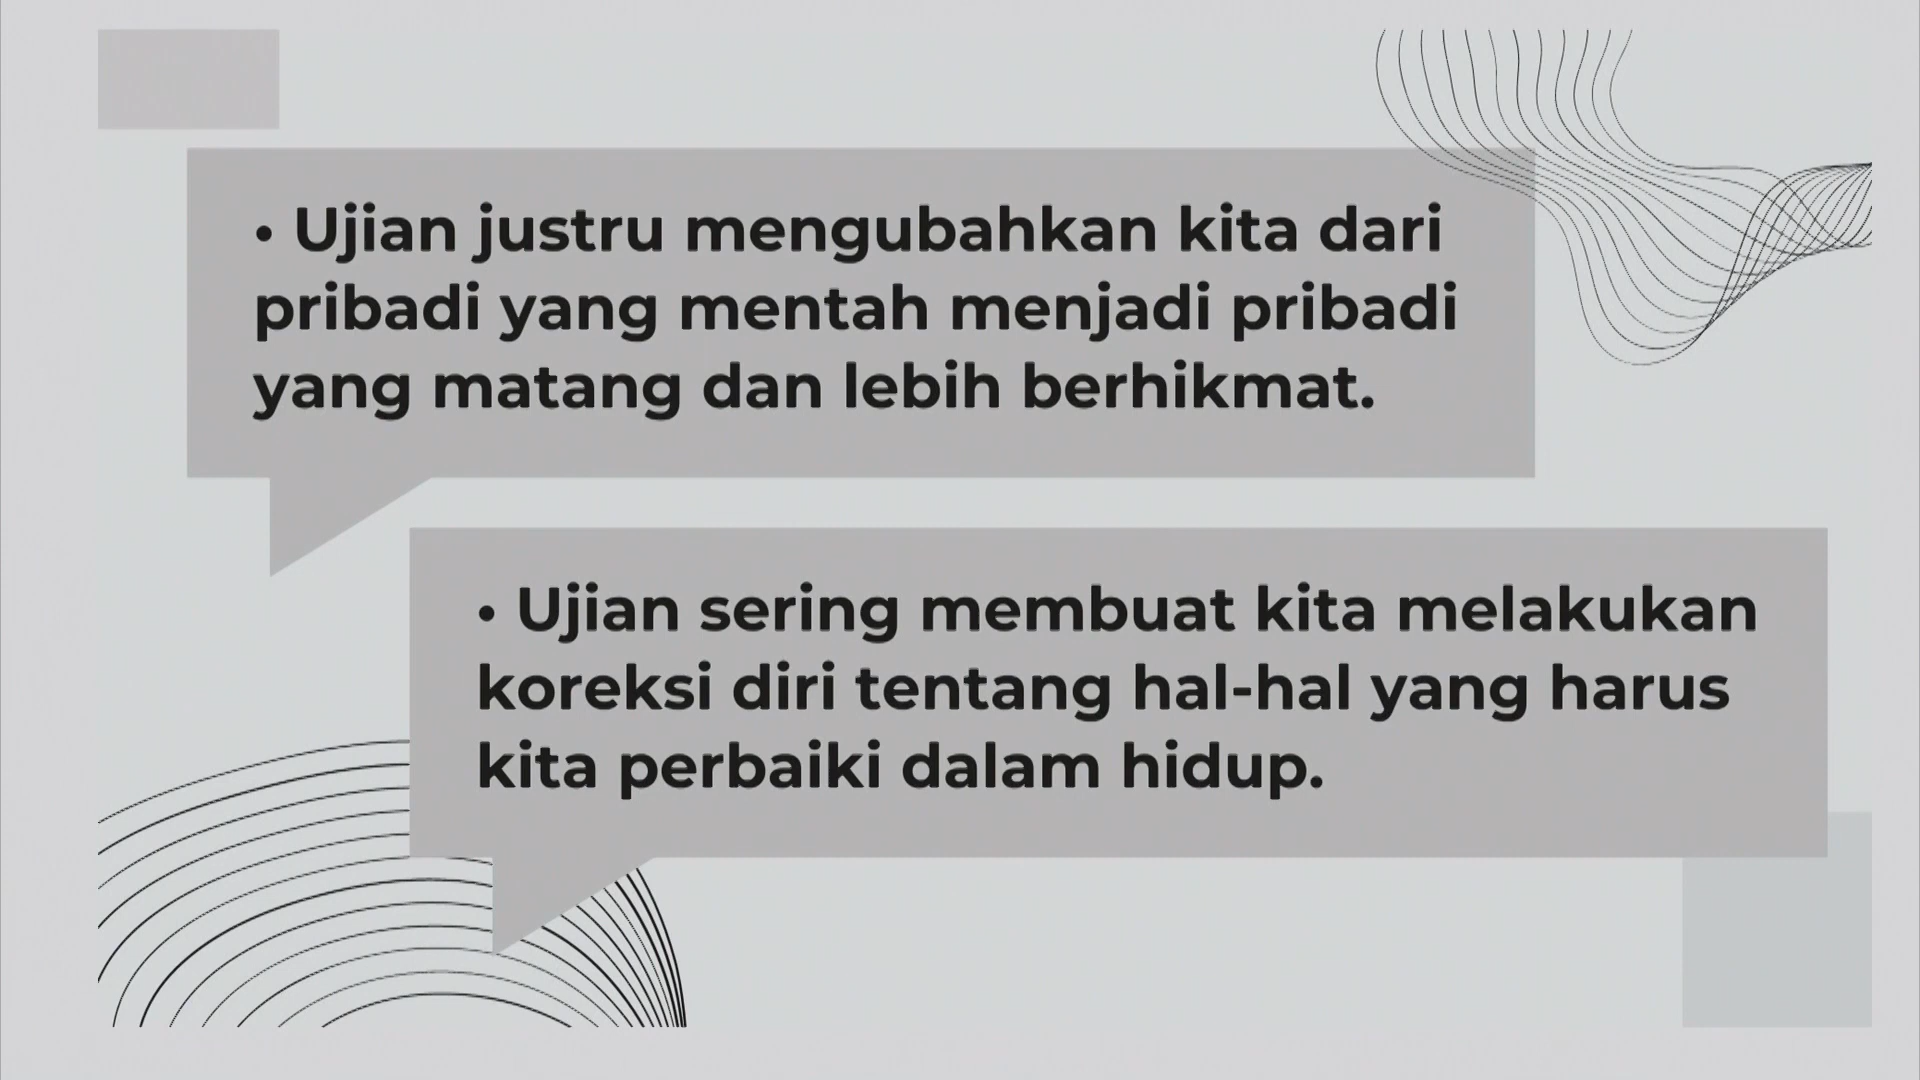 • Ujian justru mengubahkan kita dari
pribadi yang mentah menjadi pribadi
yang matang dan lebih berhikmat.
• Ujian sering membuat kita melakukan
koreksi diri tentang hal-hal yang harus
kita perbaiki dalam hidup.